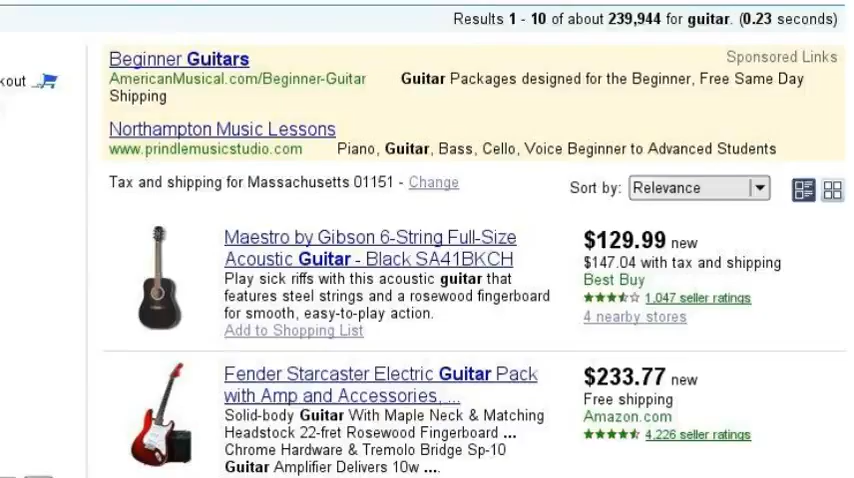 Results 1 - 10 of about 239,944 for guitar. (0.23 seconds)
Beginner Guitars
Sponsored Links
AmericanMusical.com/Beginner-Guitar Guitar Packages designed for the Beginner, Free Same Day
Shipping
kout
Northampton Music Lessons
www.prindlemusicstudio.com Piano, Guitar, Bass, Cello, Voice Beginner to Advanced Students
Tax and shipping for Massachusetts 01151 - Change
Sort by: Relevance
Maestro by Gibson 6-String Full-Size
Acoustic Guitar - Black SA41BKCH
Play sick riffs with this acoustic guitar that
features steel strings and a rosewood fingerboard
for smooth, easy-to-play action.
Add to Shopping List
$129.99 new
$147.04 with tax and shipping
Best Buy
1,047 seller ratings
4 nearby stores
Fender Starcaster Electric Guitar Pack
with Amp and Accessories, ...
Solid-body Guitar With Maple Neck & Matching
Headstock 22-fret Rosewood Fingerboard ...
Chrome Hardware & Tremolo Bridge Sp-10
Guitar Amplifier Delivers 10w ....
$233.77 new
Free shipping
Amazon.com
4,226 seller ratings